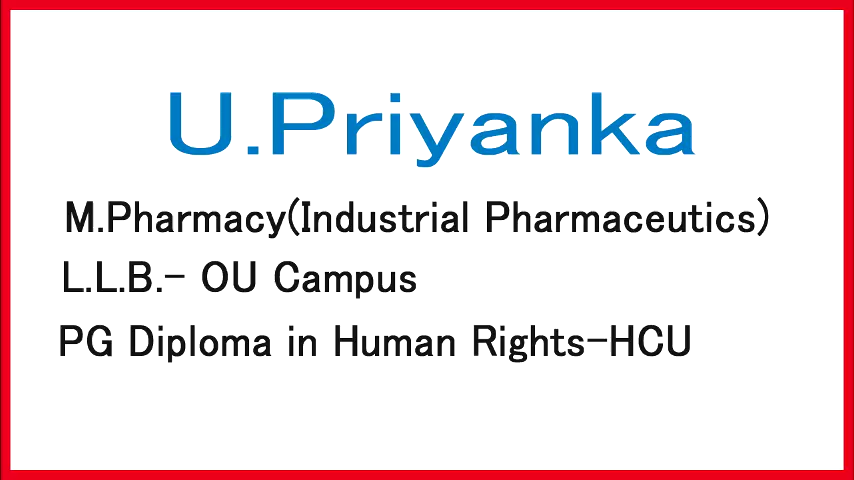 U.Priyanka
M.Pharmacy(Industrial Pharmaceutics)
L.L.B.- OU Campus
PG Diploma in Human Rights-HCU